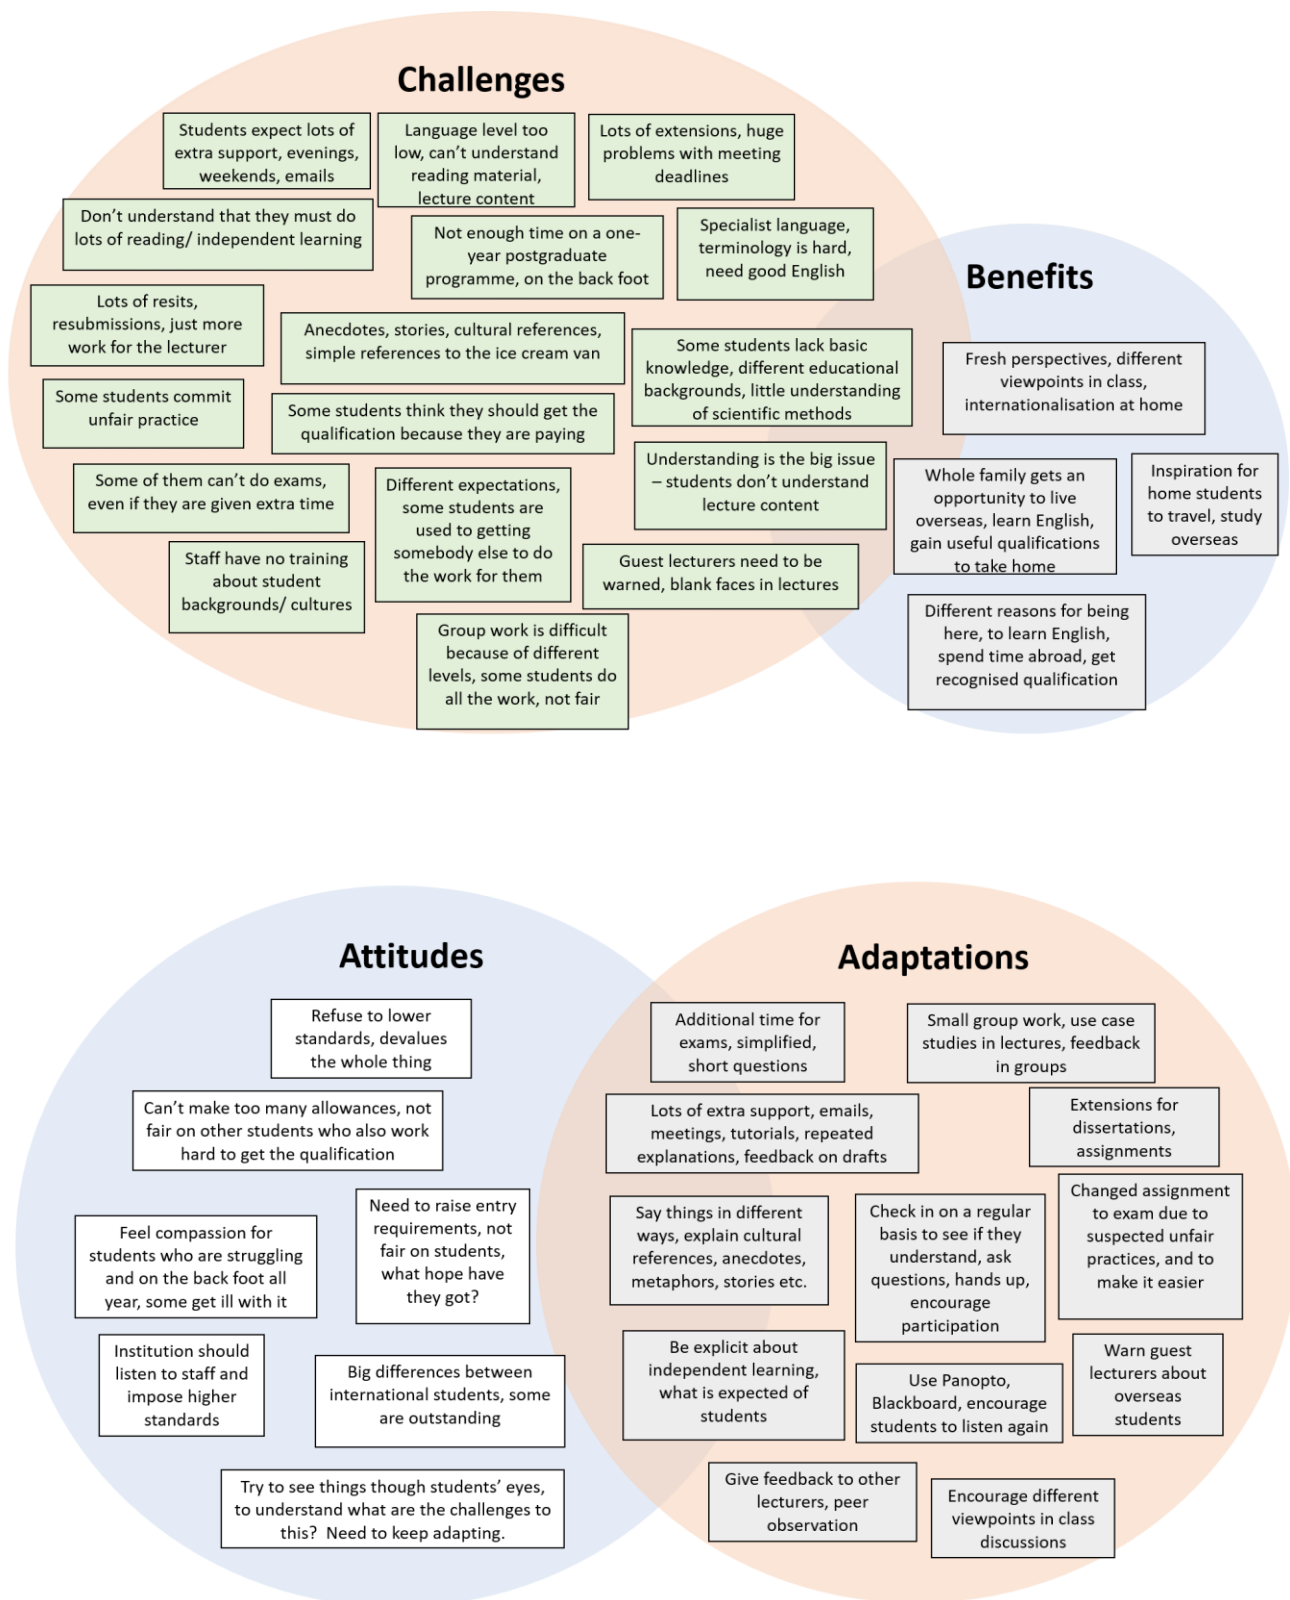 Challenges
Students expect lots of
extra support, evenings,
weekends, emails
Language level too
low, can’t understand
reading material,
lecture content
Lots of extensions, huge
problems with meeting
deadlines
Don’t understand that they must do
lots of reading/ independent learning
Not enough time on a one-
year postgraduate
programme, on the back foot
Specialist language,
terminology is hard,
need good English
Lots of resits,
resubmissions, just more
work for the lecturer
Anecdotes, stories, cultural references,
simple references to the ice cream van
Some students lack basic
knowledge, different educational
backgrounds, little understanding
of scientific methods
Some students commit
unfair practice
Some students think they should get the
qualification because they are paying
Some of them can’t do exams,
even if they are given extra time
Different expectations,
some students are
used to getting
somebody else to do
the work for them
Understanding is the big issue
– students don’t understand
lecture content
Staff have no training
about student
backgrounds/ cultures
Guest lecturers need to be
warned, blank faces in lectures
Group work is difficult
because of different
levels, some students do
all the work, not fair
Benefits
Fresh perspectives, different
viewpoints in class,
internationalisation at home
Whole family gets an
opportunity to live
overseas, learn English,
gain useful qualifications
to take home
Inspiration for
home students
to travel, study
overseas
Different reasons for being
here, to learn English,
spend time abroad, get
recognised qualification
Attitudes
Refuse to lower
standards, devalues
the whole thing
Can’t make too many allowances, not
fair on other students who also work
hard to get the qualification
Feel compassion for
students who are struggling
and on the back foot all
year, some get ill with it
Need to raise entry
requirements, not
fair on students,
what hope have
they got?
Institution should
listen to staff and
impose higher
standards
Big differences between
international students, some
are outstanding
Try to see things though students’ eyes,
to understand what are the challenges to
this? Need to keep adapting.
Adaptations
Additional time for
exams, simplified,
short questions
Small group work, use case
studies in lectures, feedback
in groups
Lots of extra support, emails,
meetings, tutorials, repeated
explanations, feedback on drafts
Extensions for
dissertations,
assignments
Say things in different
ways, explain cultural
references, anecdotes,
metaphors, stories etc.
Check in on a regular
basis to see if they
understand, ask
questions, hands up,
encourage
participation
Changed assignment
to exam due to
suspected unfair
practices, and to
make it easier
Be explicit about
independent learning,
what is expected of
students
Use Panopto,
Blackboard, encourage
students to listen again
Warn guest
lecturers about
overseas
students
Give feedback to other
lecturers, peer
observation
Encourage different
viewpoints in class
discussions